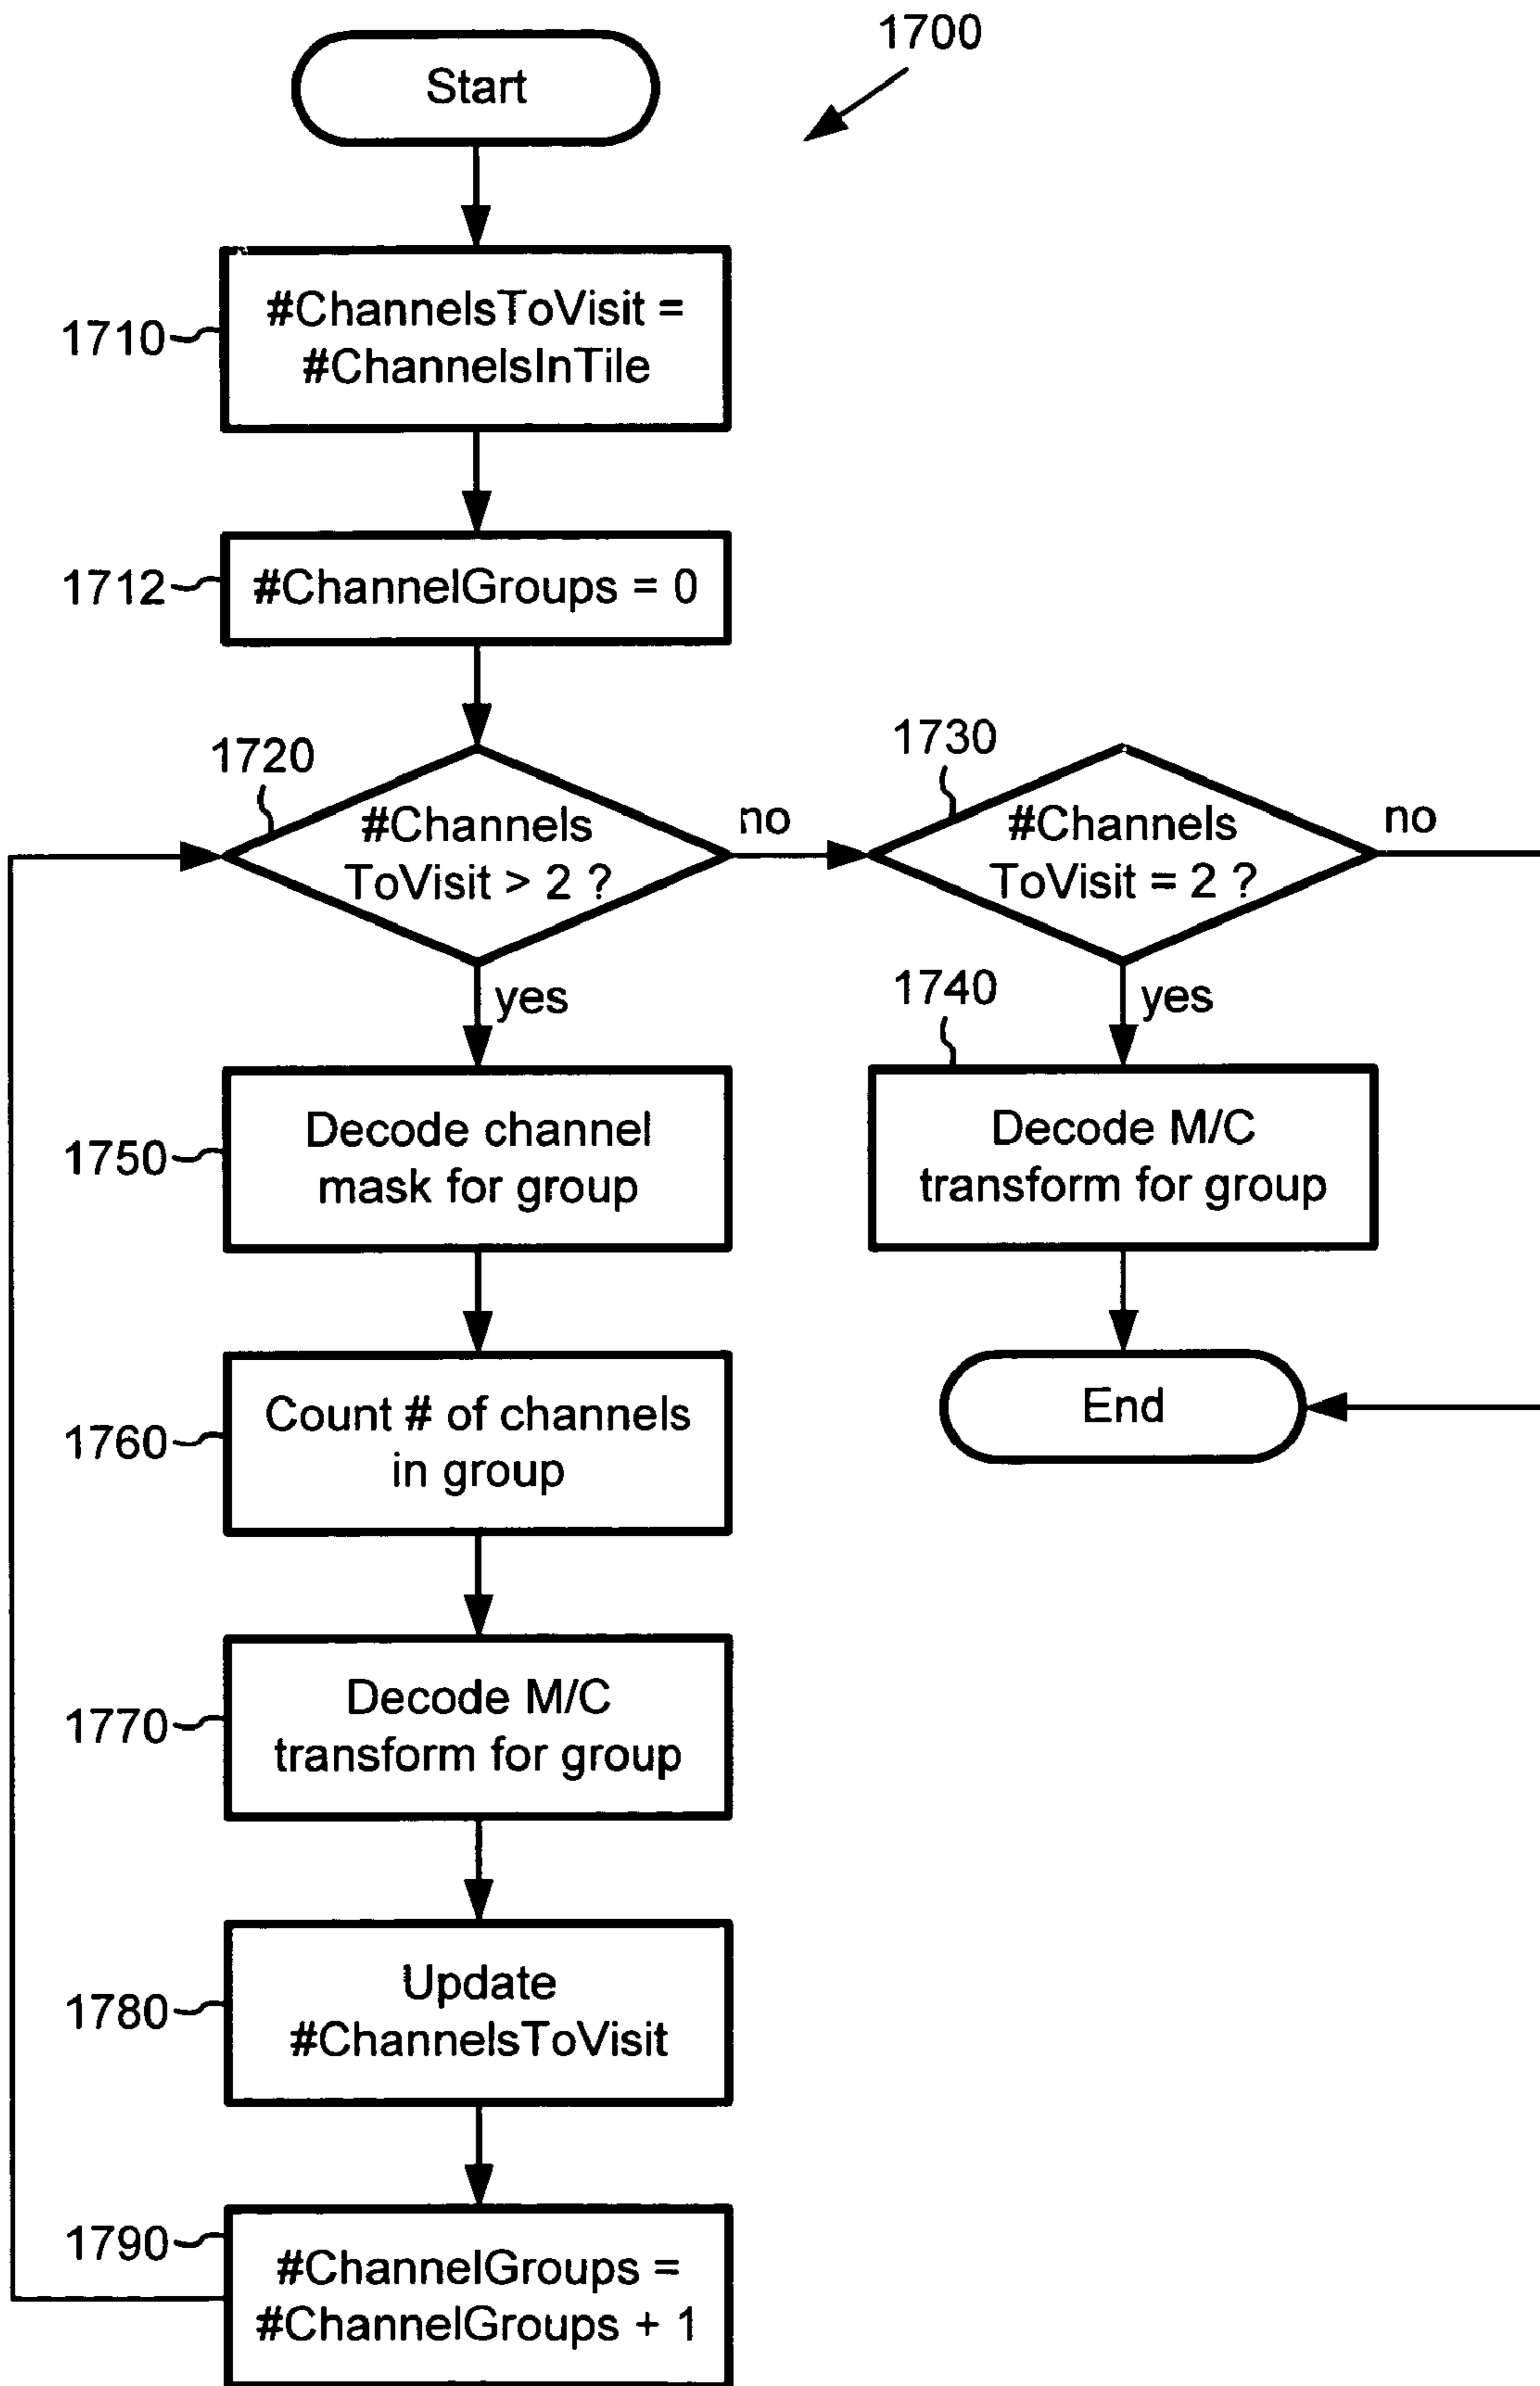 1700
Start
1710
#ChannelsToVisit =
#ChannelsInTile
1712
#ChannelGroups = 0
1720
#Channels
ToVisit > 2 ?
no
yes
1730
#Channels
ToVisit = 2 ?
no
yes
1740
Decode M/C
transform for group
End
1750
Decode channel
mask for group
1760
Count # of channels
in group
1770
Decode M/C
transform for group
1780
Update
#ChannelsToVisit
1790
#ChannelGroups =
#ChannelGroups + 1